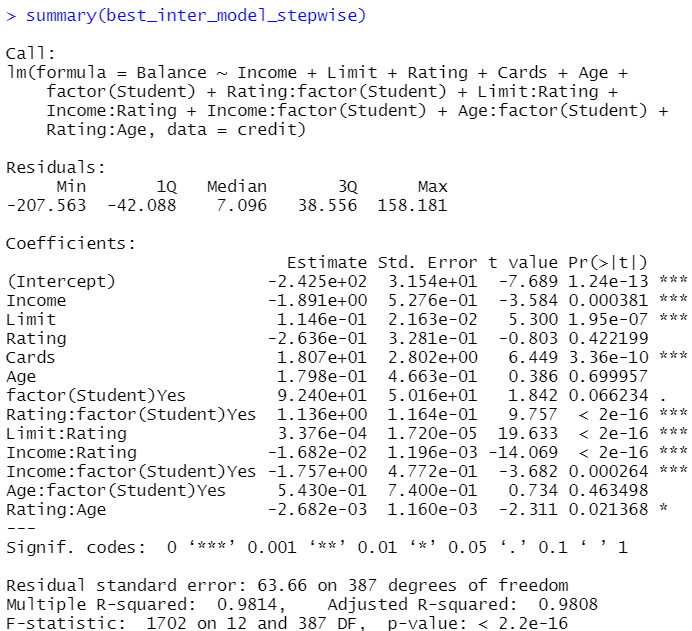 > summary(best_inter_model_stepwise)
Call:
lm(formula = Balance ~ Income + Limit + Rating + Cards + Age +
    factor(Student) + Rating:factor(Student) + Limit:Rating +
    Income:Rating + Income:factor(Student) + Age:factor(Student) +
    Rating:Age, data = credit)
Residuals:
     Min       1Q   Median       3Q      Max
-207.563  -42.088    7.096   38.556  158.181
Coefficients:
                            Estimate Std. Error t value Pr(>|t|)
(Intercept)               -2.425e+02  3.154e+01  -7.689 1.24e-13 ***
Income                    -1.891e+00  5.276e-01  -3.584 0.000381 ***
Limit                      1.146e-01  2.163e-02   5.300 1.95e-07 ***
Rating                    -2.636e-01  3.281e-01  -0.803 0.422199
Cards                      1.807e+01  2.802e+00   6.449 3.36e-10 ***
Age                        1.798e-01  4.663e-01   0.386 0.699957
factor(Student)Yes         9.240e+01  5.016e+01   1.842 0.066234 .
Rating:factor(Student)Yes  1.136e+00  1.164e-01   9.757  < 2e-16 ***
Limit:Rating               3.376e-04  1.720e-05  19.633  < 2e-16 ***
Income:Rating             -1.682e-02  1.196e-03 -14.069  < 2e-16 ***
Income:factor(Student)Yes -1.757e+00  4.772e-01  -3.682 0.000264 ***
Age:factor(Student)Yes     5.430e-01  7.400e-01   0.734 0.463498
Rating:Age                -2.682e-03  1.160e-03  -2.311 0.021368 *
---
Signif. codes:  0 ‘***’ 0.001 ‘**’ 0.01 ‘*’ 0.05 ‘.’ 0.1 ‘ ’ 1
Residual standard error: 63.66 on 387 degrees of freedom
Multiple R-squared:  0.9814,    Adjusted R-squared:  0.9808
F-statistic:  1702 on 12 and 387 DF,  p-value: < 2.2e-16